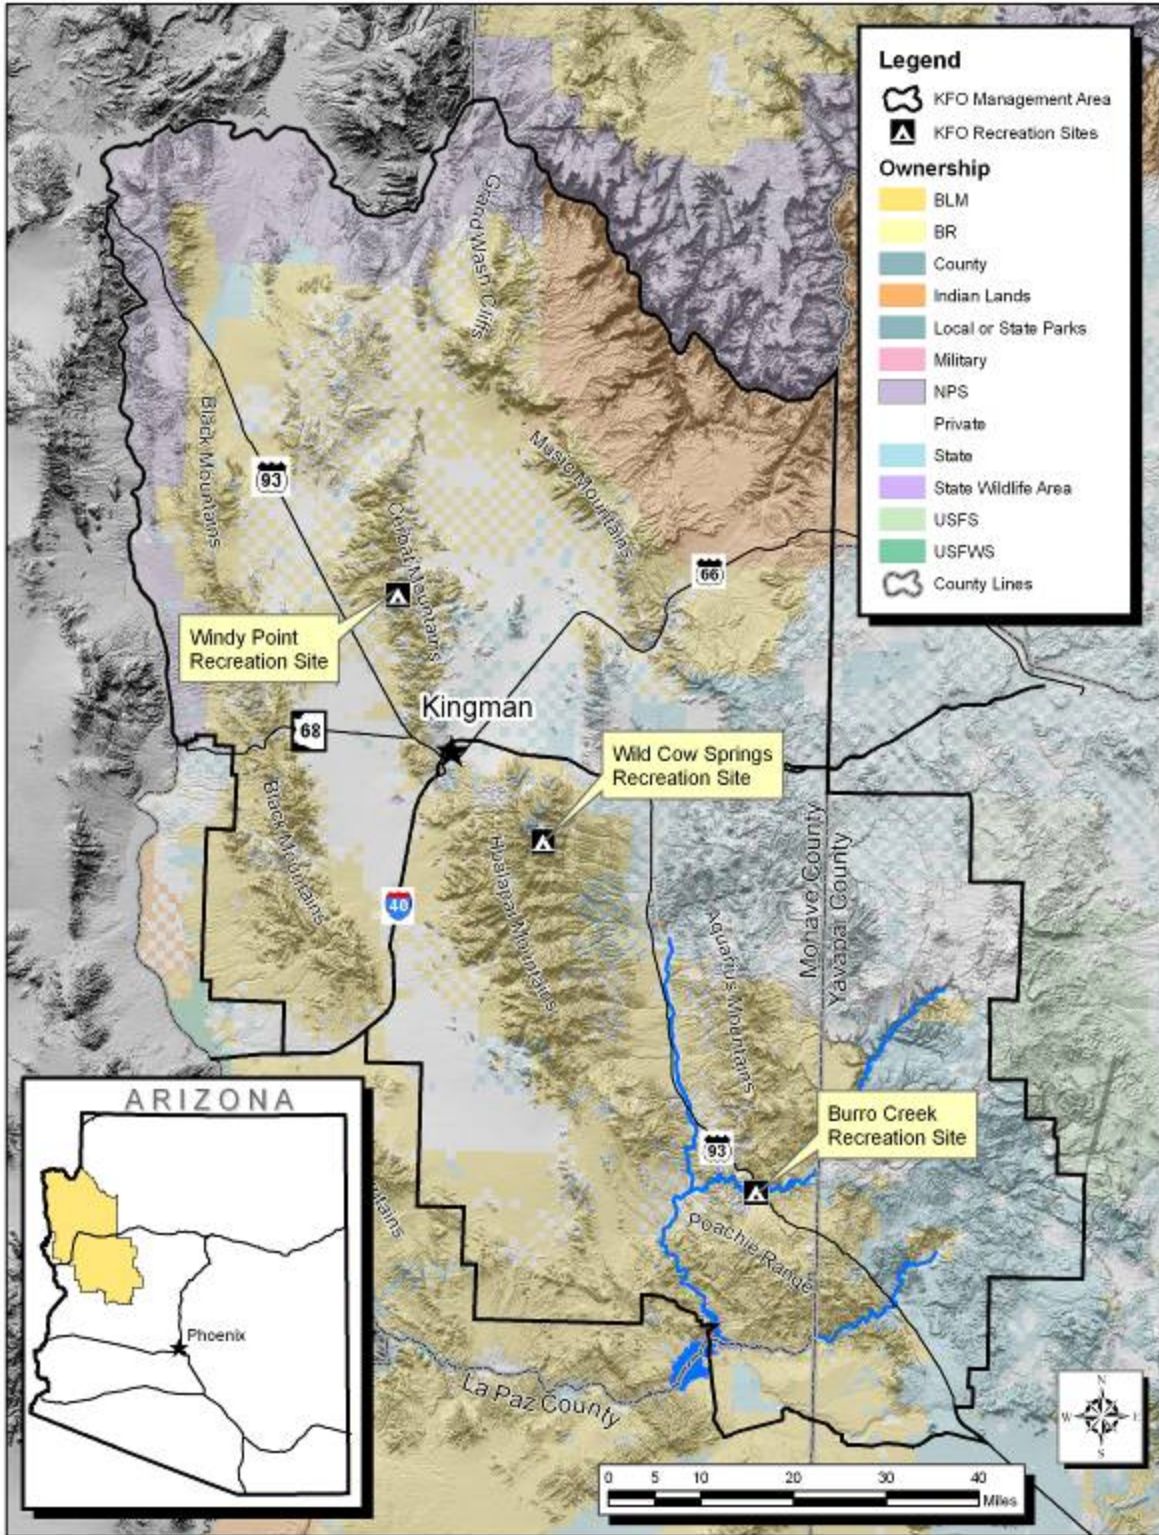 Legend
KFO Management Area
KFO Recreation Sites
Ownership
BLM
BR
County
Indian Lands
Local or State Parks
Military
NPS
Private
State
State Wildlife Area
USFS
USFWS
County Lines
Grand Wash Cliffs
Black Mountains
93
Music Mountains
Cerbat Mountains
66
Windy Point
Recreation Site
Kingman
68
Wild Cow Springs
Recreation Site
Black Mountains
Hualapai Mountains
40
Mohave County
Yavapai County
Aquarius Mountains
ARIZONA
Phoenix
Burro Creek
Recreation Site
93
Poachie Range
La Paz County
N
W E
S
0 5 10 20 30 40
Miles